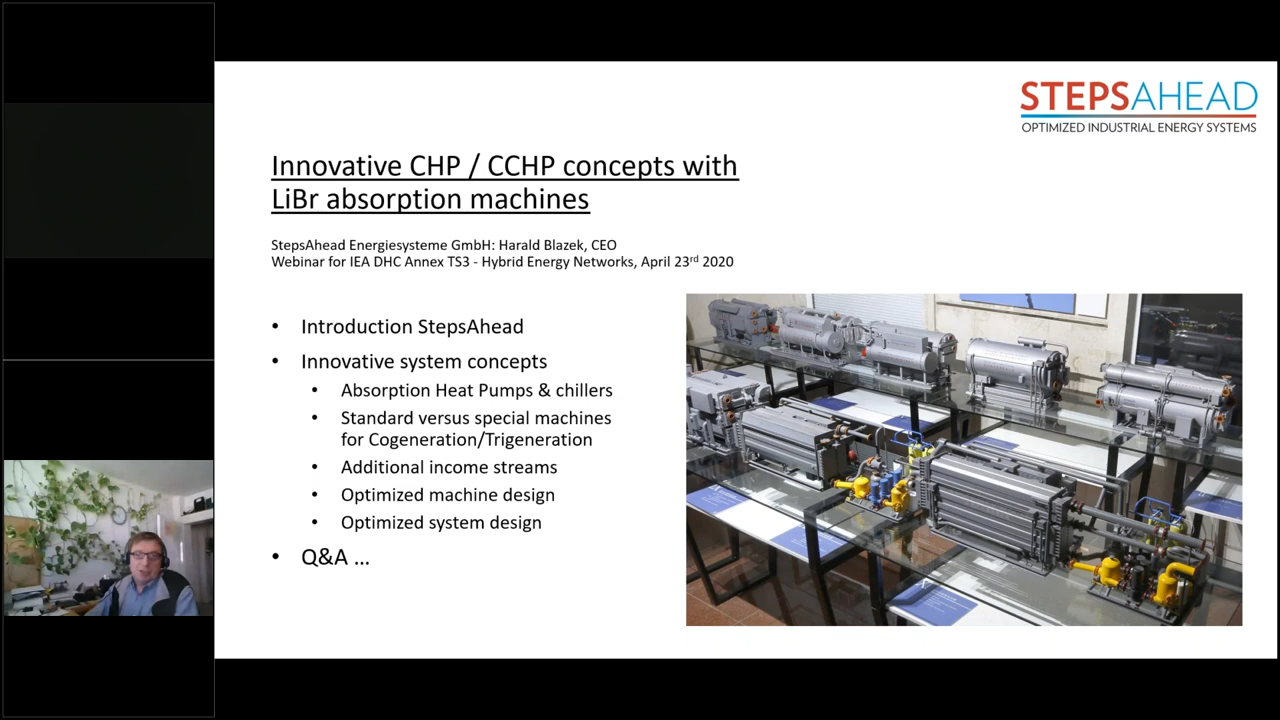 STEPSAHEAD
OPTIMIZED INDUSTRIAL ENERGY SYSTEMS
Innovative CHP / CCHP concepts with
LiBr absorption machines
StepsAhead Energiesysteme GmbH: Harald Blazek, CEO
Webinar for IEA DHC Annex TS3 - Hybrid Energy Networks, April 23rd 2020
• Introduction StepsAhead
• Innovative system concepts
• Absorption Heat Pumps & chillers
• Standard versus special machines
for Cogeneration/Trigeneration
• Additional income streams
• Optimized machine design
• Optimized system design
• Q&A ...